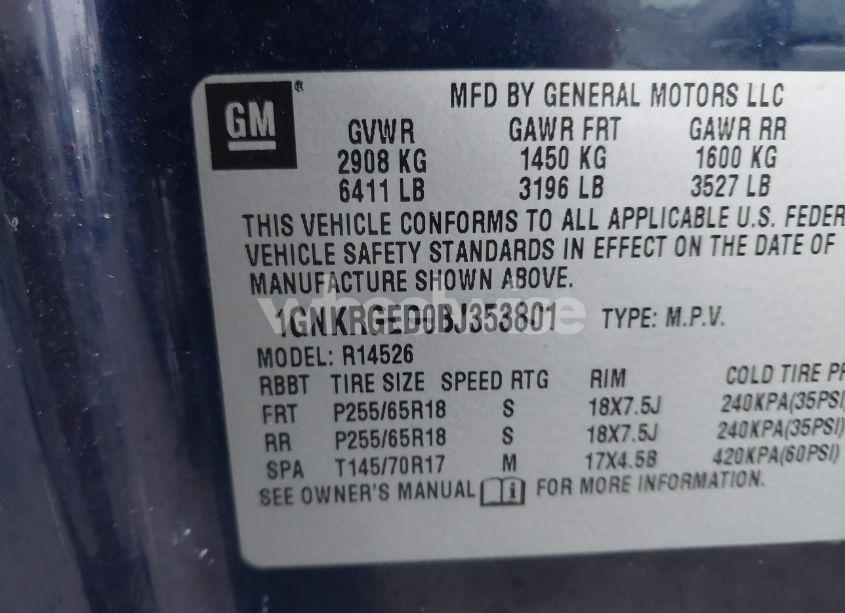 GM®
MFD BY GENERAL MOTORS LLC
GVWR GAWR FRT GAWR RR
2908 KG 1450 KG 1600 KG
6411 LB 3196 LB 3527 LB
THIS VEHICLE CONFORMS TO ALL APPLICABLE U.S. FEDER
VEHICLE SAFETY STANDARDS IN EFFECT ON THE DATE OF
MANUFACTURE SHOWN ABOVE.
1GNKRGED0BJ353801 TYPE: M.P.V.
MODEL: R14526
RBBT TIRE SIZE SPEED RTG RIM COLD TIRE PR
FRT P255/65R18 S 18X7.5J 240KPA(35PSI)
RR P255/65R18 S 18X7.5J 240KPA(35PSI)
SPA T145/70R17 M 17X4.5B 420KPA(60PSI)
SEE OWNER'S MANUAL FOR MORE INFORMATION.